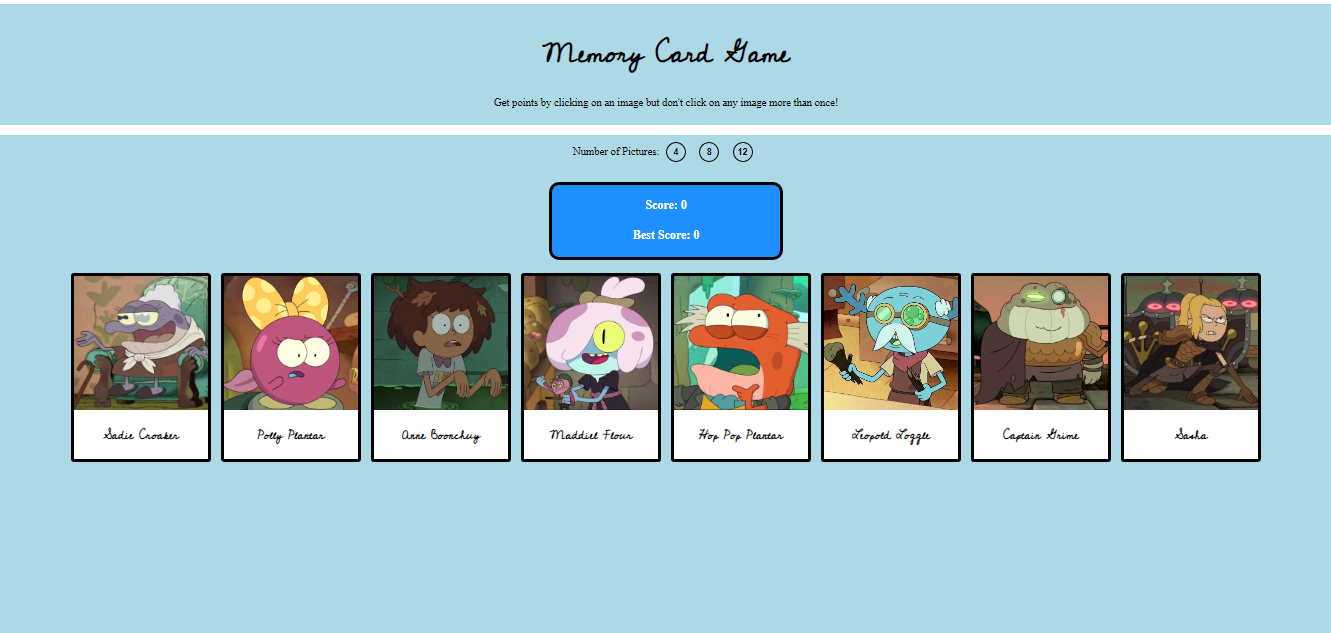 Memory Card Game
Get points by clicking on an image but don't click on any image more than once!
Number of Pictures: 4 8 12
Score: 0
Best Score: 0
Sadie Croaker
Polly Plantar
Anne Boonchuy
Maddiel Flour
Hop Pop Plantar
Leopold Loggle
Captain Grime
Sasha